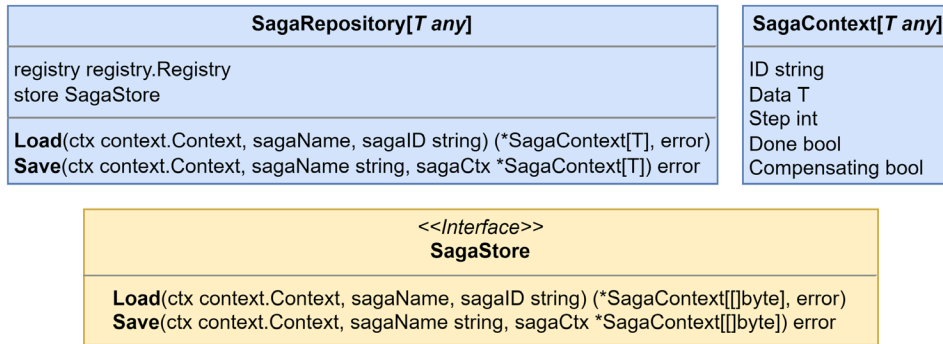 SagaRepository[T any]
registry registry.Registry
store SagaStore
Load(ctx context.Context, sagaName, sagaID string) (*SagaContext[T], error)
Save(ctx context.Context, sagaName string, sagaCtx *SagaContext[T]) error
SagaContext[T any]
ID string
Data T
Step int
Done bool
Compensating bool
<<Interface>>
SagaStore
Load(ctx context.Context, sagaName, sagaID string) (*SagaContext[[]byte], error)
Save(ctx context.Context, sagaName string, sagaCtx *SagaContext[[]byte]) error